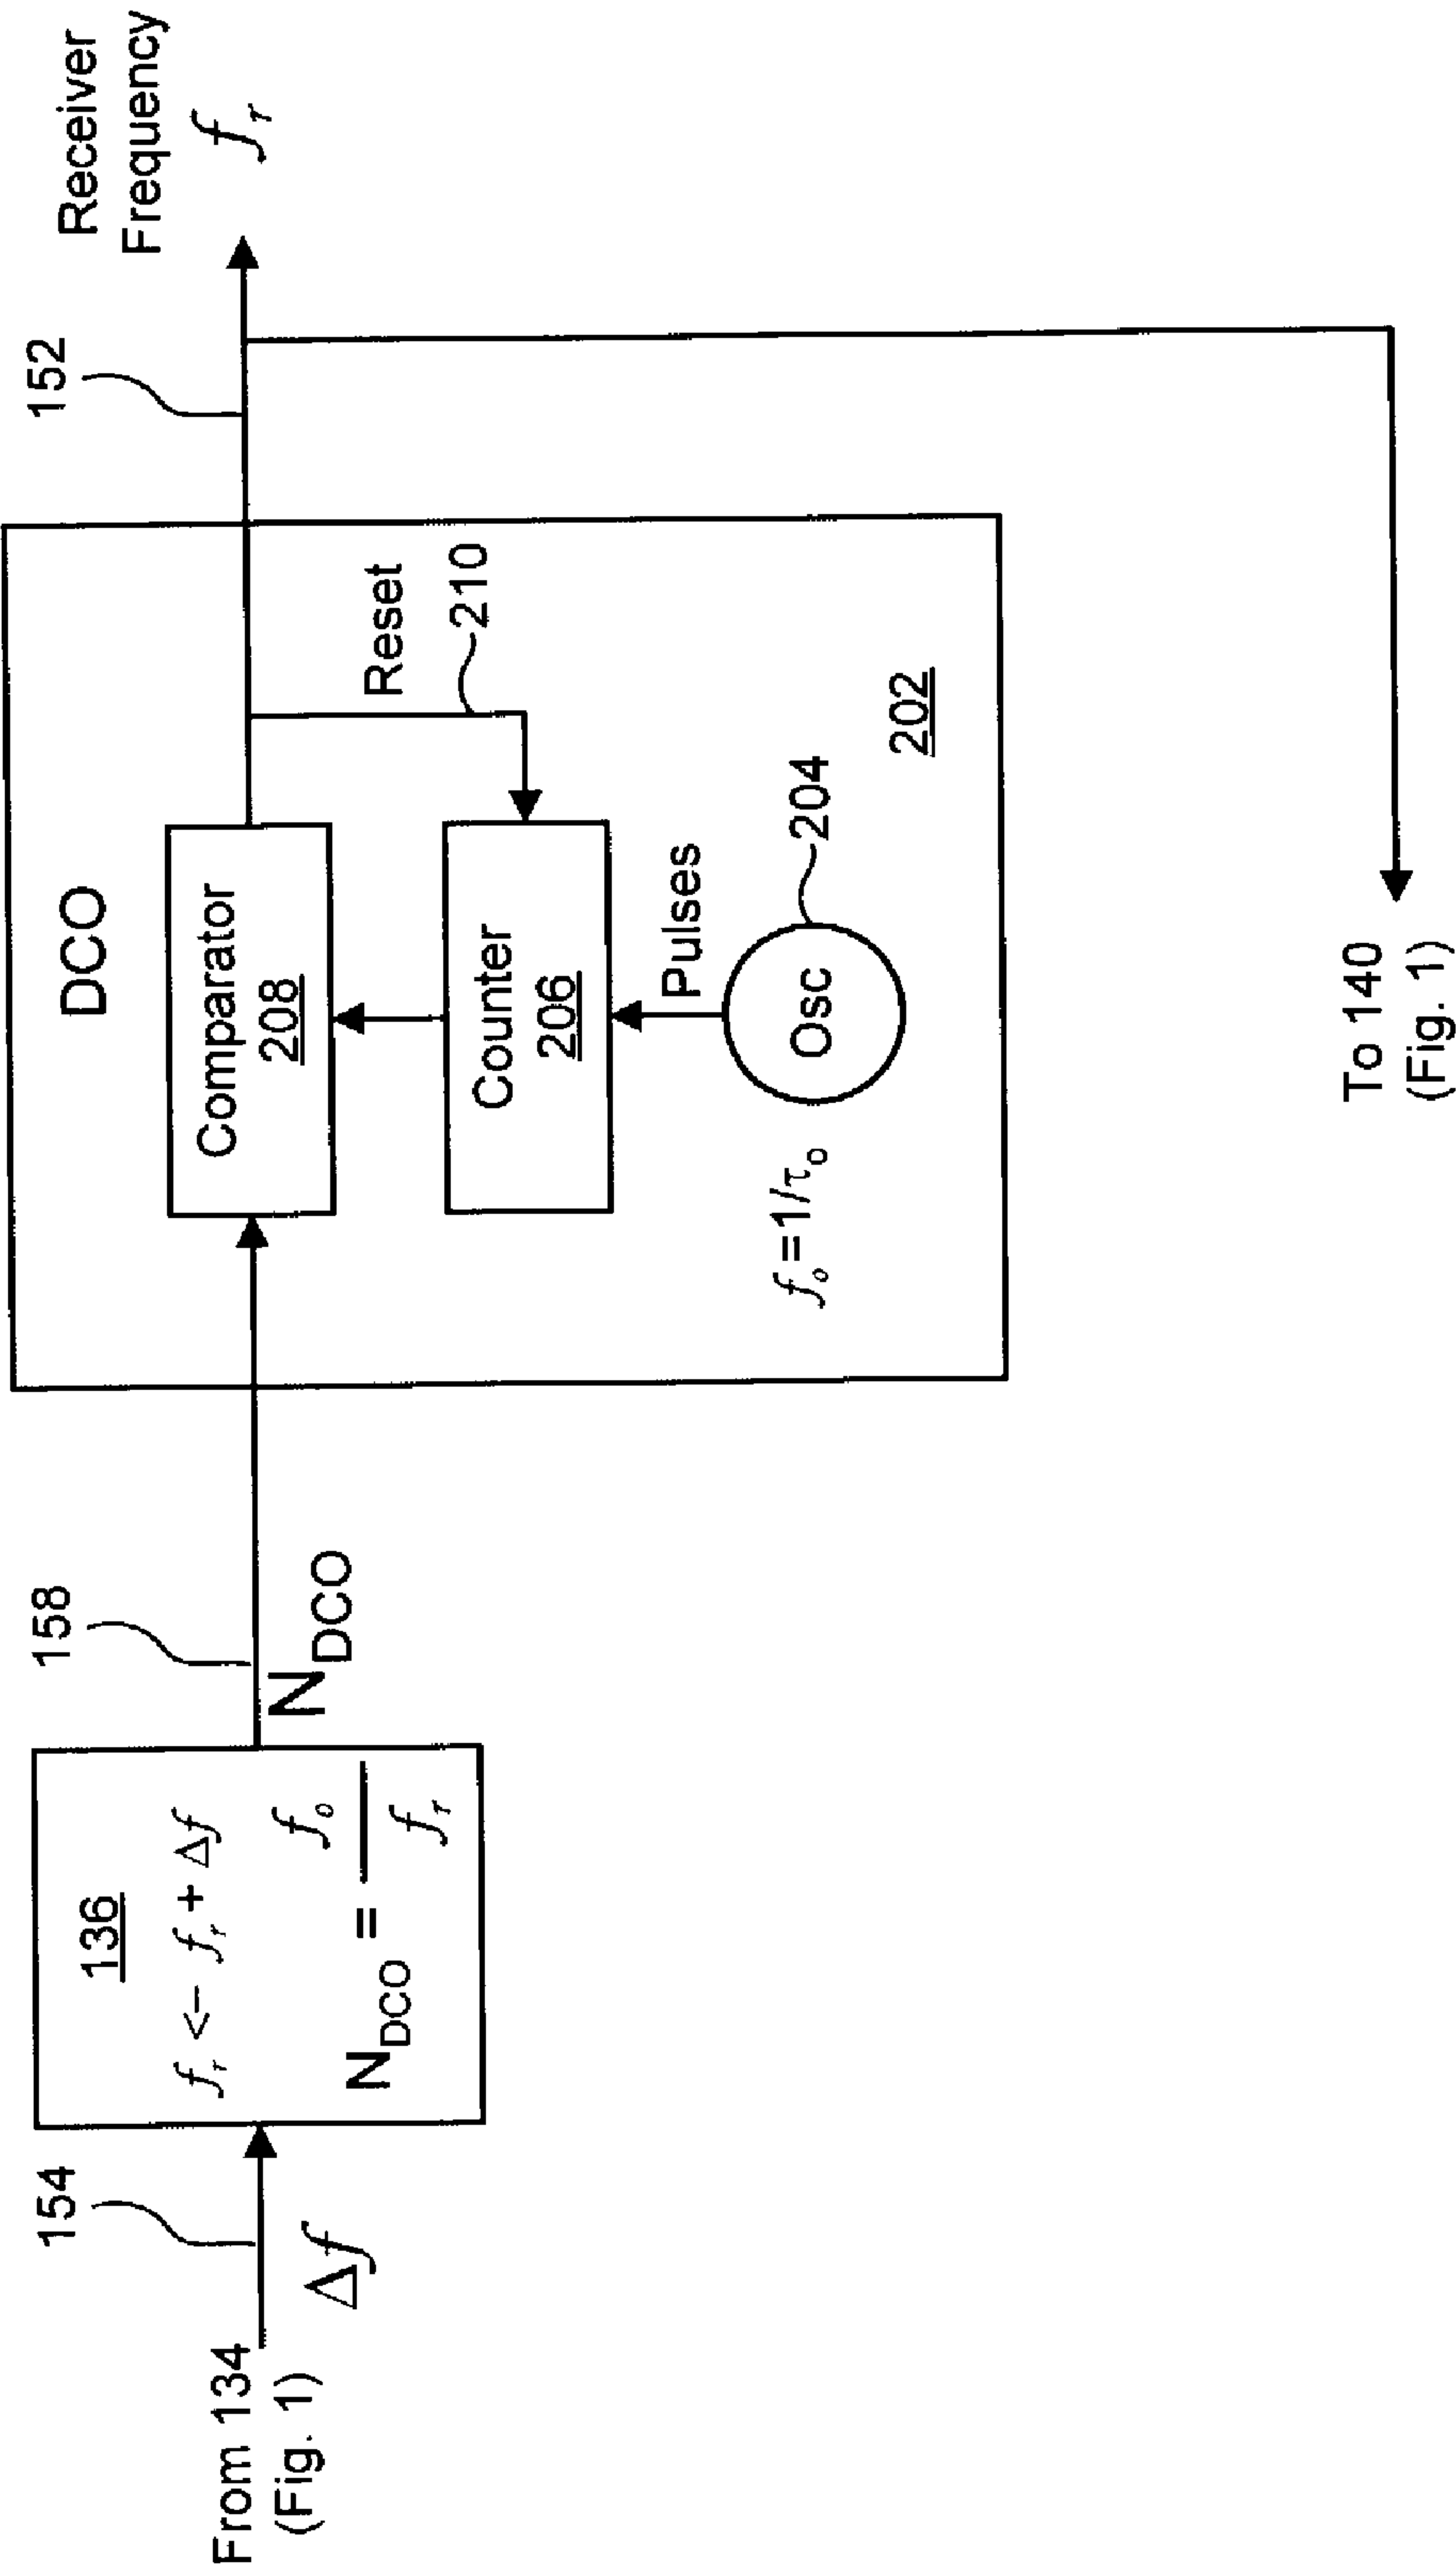 From 134
(Fig. 1)
154
Δf
136
f_r <- f_r + Δf
N_DCO = f_o / f_r
158
N_DCO
DCO
Comparator
208
Counter
206
Reset
210
Pulses
Osc
204
f_o = 1/τ_o
202
152
Receiver
Frequency
f_r
To 140
(Fig. 1)